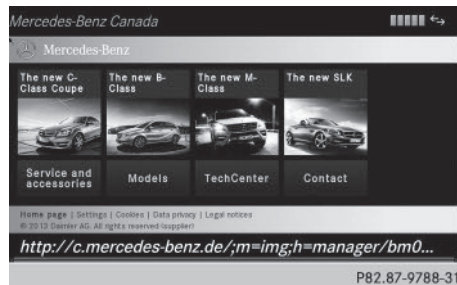 Mercedes-Benz Canada
Mercedes-Benz
The new C-
Class Coupe
The new B-
Class
The new M-
Class
The new SLK
Service and
accessories
Models
TechCenter
Contact
Home page | Settings | Cookies | Data privacy | Legal notices
© 2013 Daimler AG. All rights reserved (supplier)
http://c.mercedes-benz.de/;m=img;h=manager/bm0...
P82.87-9788-31